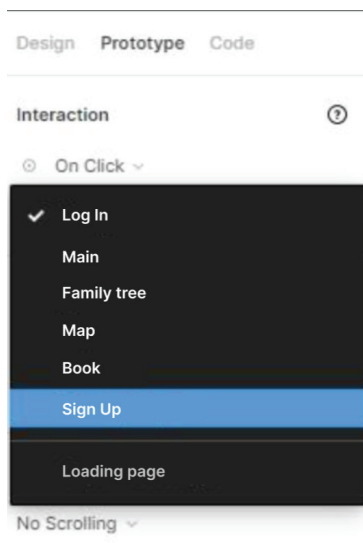 Design Prototype Code
Interaction
On Click
Log In
Main
Family tree
Map
Book
Sign Up
Loading page
No Scrolling